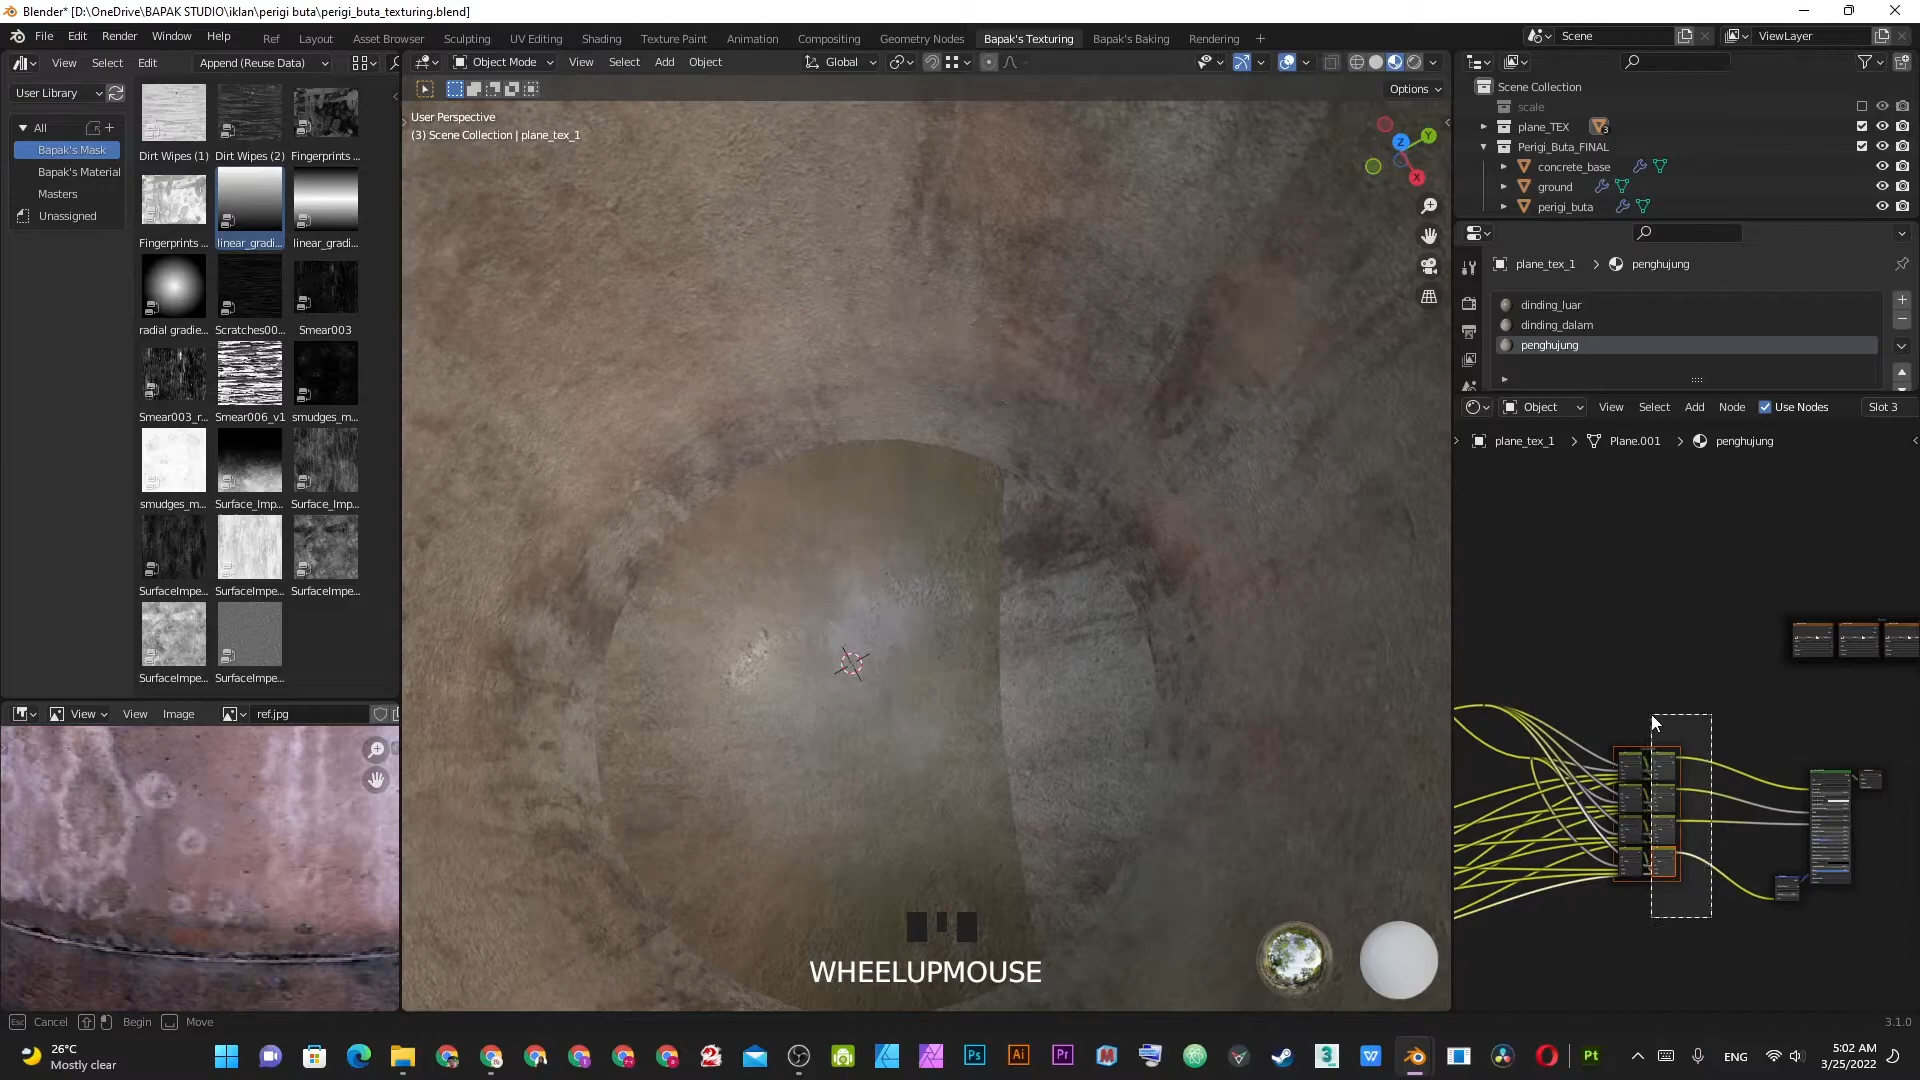 Blender* [D:\OneDrive\BAPAK STUDIO\iklan\perigi buta\perigi_buta_texturing.blend]
File Edit Render Window Help Ref Layout Asset Browser Sculpting UV Editing Shading Texture Paint Animation Compositing Geometry Nodes Bapak's Texturing Bapak's Baking Rendering + Scene ViewLayer
View Select Edit Append (Reuse Data) Object Mode View Select Add Object Global
User Library
Options
All
Bapak's Mask
Bapak's Material
Masters
Unassigned
Dirt Wipes (1) Dirt Wipes (2) Fingerprints ...
Fingerprints ... linear_gradi... linear_gradi...
radial gradie... Scratches00... Smear003
Smear003_r... Smear006_v1 smudges_m...
smudges_m... Surface_Imp... Surface_Imp...
SurfaceImpe... SurfaceImpe... SurfaceImpe...
SurfaceImpe... SurfaceImpe...
User Perspective
(3) Scene Collection | plane_tex_1
Y
Z
X
Scene Collection
scale
plane_TEX 3
Perigi_Buta_FINAL
concrete_base
ground
perigi_buta
plane_tex_1 > penghujung
dinding_luar
dinding_dalam
penghujung
Object View Select Add Node Use Nodes Slot 3
plane_tex_1 > Plane.001 > penghujung
View View Image ref.jpg
WHEELUPMOUSE
Esc Cancel Begin Move 3.1.0
26°C
Mostly clear
Ps Ai Pr 3 Pt
ENG
5:02 AM
3/25/2022